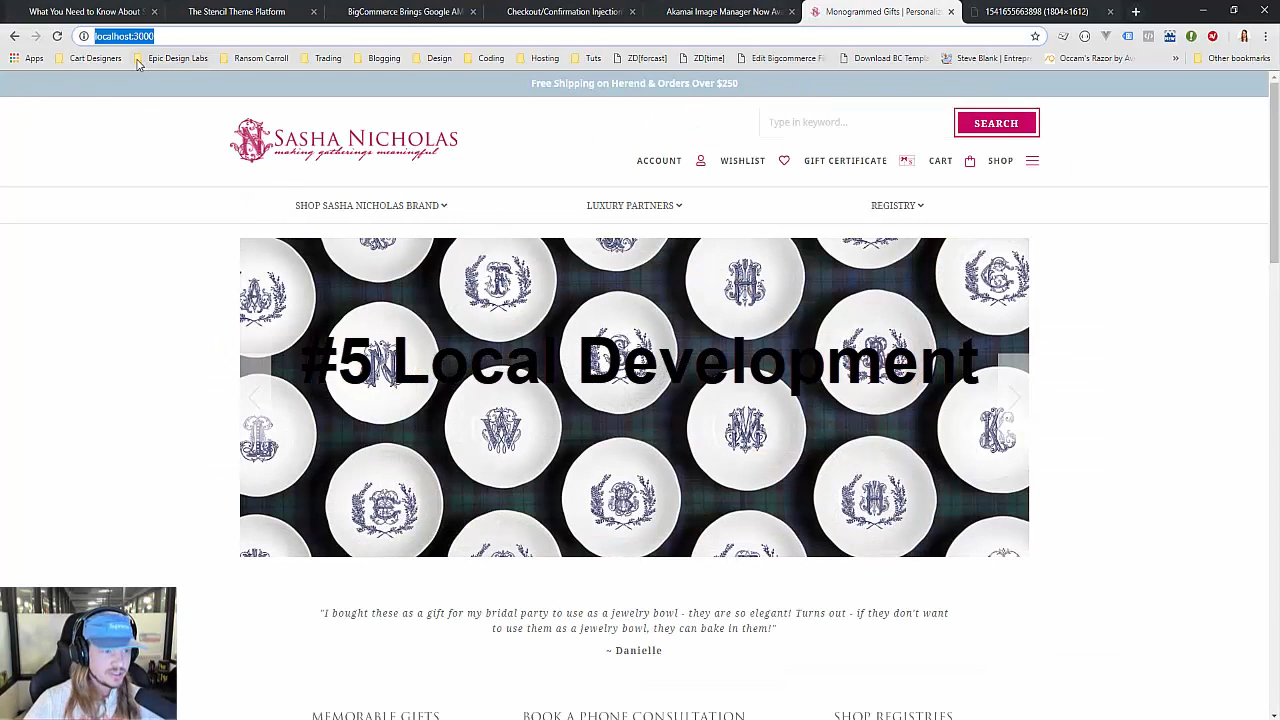 What You Need to Know About S
The Stencil Theme Platform
BigCommerce Brings Google AM
Checkout/Confirmation Injection
Akamai Image Manager Now Ava
Monogrammed Gifts | Personaliz
1541655663898 (1804×1612)
localhost:3000
Apps
Cart Designers
Epic Design Labs
Ransom Carroll
Trading
Blogging
Design
Coding
Hosting
Tuts
ZD[forcast]
ZD[time]
Edit Bigcommerce Fi
Download BC Templa
Steve Blank | Entrep
Occam's Razor by Av
»
Other bookmarks
Free Shipping on Herend & Orders Over $250
SASHA NICHOLAS
making gatherings meaningful
Type in keyword...
SEARCH
ACCOUNT
WISHLIST
GIFT CERTIFICATE
CART
SHOP
SHOP SASHA NICHOLAS BRAND
LUXURY PARTNERS
REGISTRY
#5 Local Development
"I bought these as a gift for my bridal party to use as a jewelry bowl - they are so elegant! Turns out - if they don't want
to use them as a jewelry bowl, they can bake in them!"
~ Danielle
MEMORABLE GIFTS
BOOK A PHONE CONSULTATION
SHOP REGISTRIES